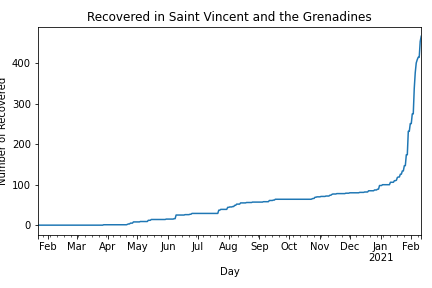 Recovered in Saint Vincent and the Grenadines
Number of Recovered
400
300
200
100
0
Feb Mar Apr May Jun Jul Aug Sep Oct Nov Dec Jan Feb
2021
Day